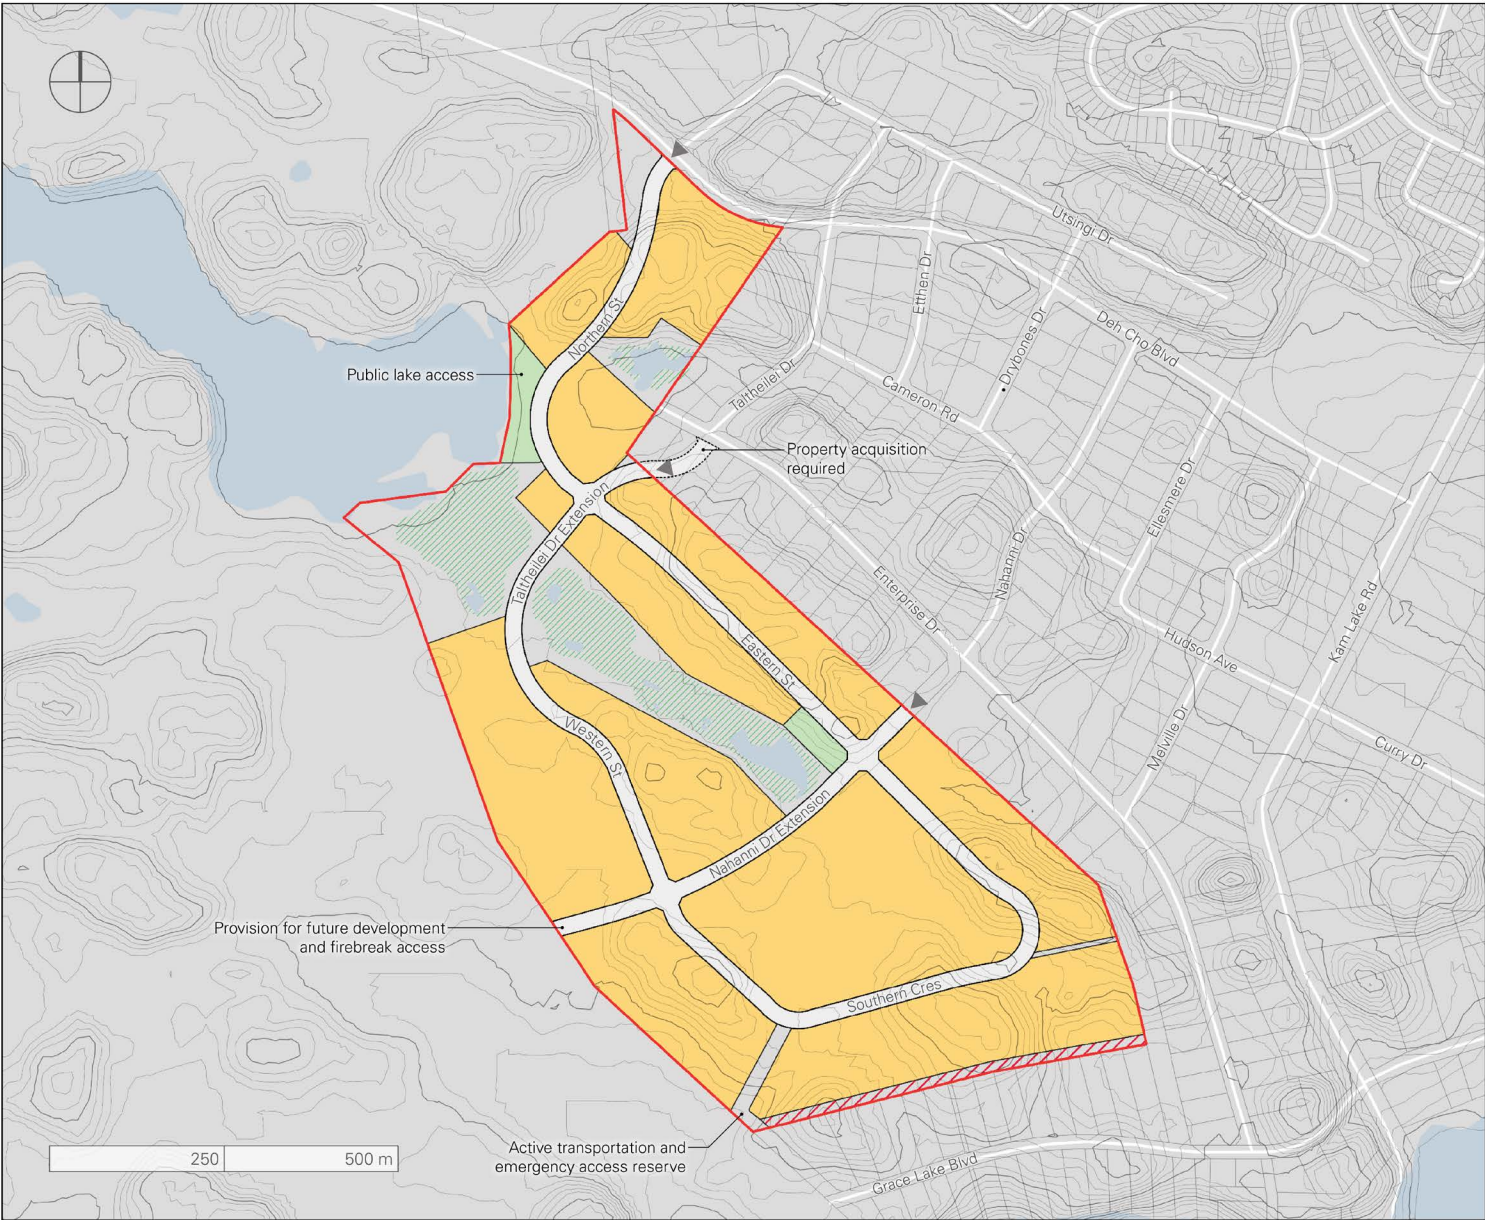 Utsingi Dr
Etthen Dr
Deh Cho Blvd
Northern St
Drybones Dr
Public lake access
Taltheilei Dr
Cameron Rd
Property acquisition
required
Taltheilei Dr Extension
Ellesmere Dr
Nahanni Dr
Enterprise Dr
Kam Lake Rd
Hudson Ave
Eastern St
Western St
Melville Dr
Curry Dr
Nahanni Dr Extension
Provision for future development
and firebreak access
Southern Cres
Active transportation and
emergency access reserve
250
500 m
Grace Lake Blvd